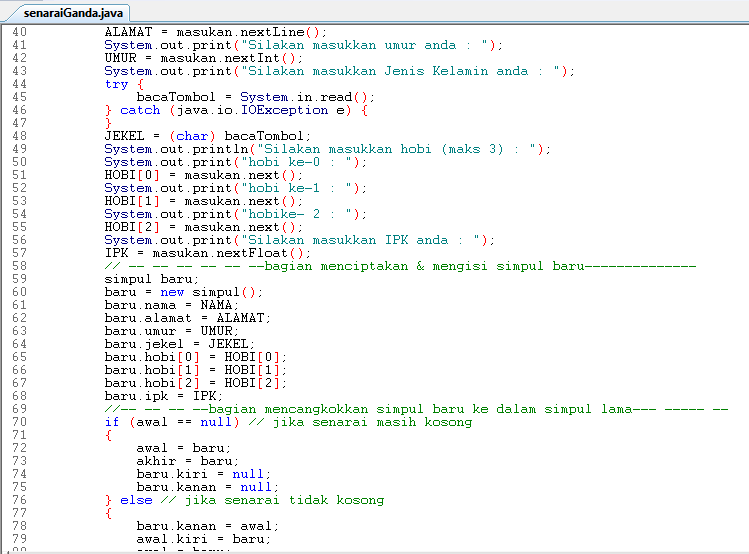 senaraiGanda.java
40 ALAMAT = masukan.nextLine();
41 System.out.print("Silakan masukkan umur anda : ");
42 UMUR = masukan.nextInt();
43 System.out.print("Silakan masukkan Jenis Kelamin anda : ");
44 try {
45 bacaTombol = System.in.read();
46 } catch (java.io.IOException e) {
47 }
48 JEKEL = (char) bacaTombol;
49 System.out.println("Silakan masukkan hobi (maks 3) : ");
50 System.out.print("hobi ke-0 : ");
51 HOBI[0] = masukan.next();
52 System.out.print("hobi ke-1 : ");
53 HOBI[1] = masukan.next();
54 System.out.print("hobike- 2 : ");
55 HOBI[2] = masukan.next();
56 System.out.print("Silakan masukkan IPK anda : ");
57 IPK = masukan.nextFloat();
58 // -- -- -- -- -- --bagian menciptakan & mengisi simpul baru--------------
59 simpul baru;
60 baru = new simpul();
61 baru.nama = NAMA;
62 baru.alamat = ALAMAT;
63 baru.umur = UMUR;
64 baru.jekel = JEKEL;
65 baru.hobi[0] = HOBI[0];
66 baru.hobi[1] = HOBI[1];
67 baru.hobi[2] = HOBI[2];
68 baru.ipk = IPK;
69 //-- -- -- --bagian mencangkokkan simpul baru ke dalam simpul lama--- ----- --
70 if (awal == null) // jika senarai masih kosong
71 {
72 awal = baru;
73 akhir = baru;
74 baru.kiri = null;
75 baru.kanan = null;
76 } else // jika senarai tidak kosong
77 {
78 baru.kanan = awal;
79 awal.kiri = baru;